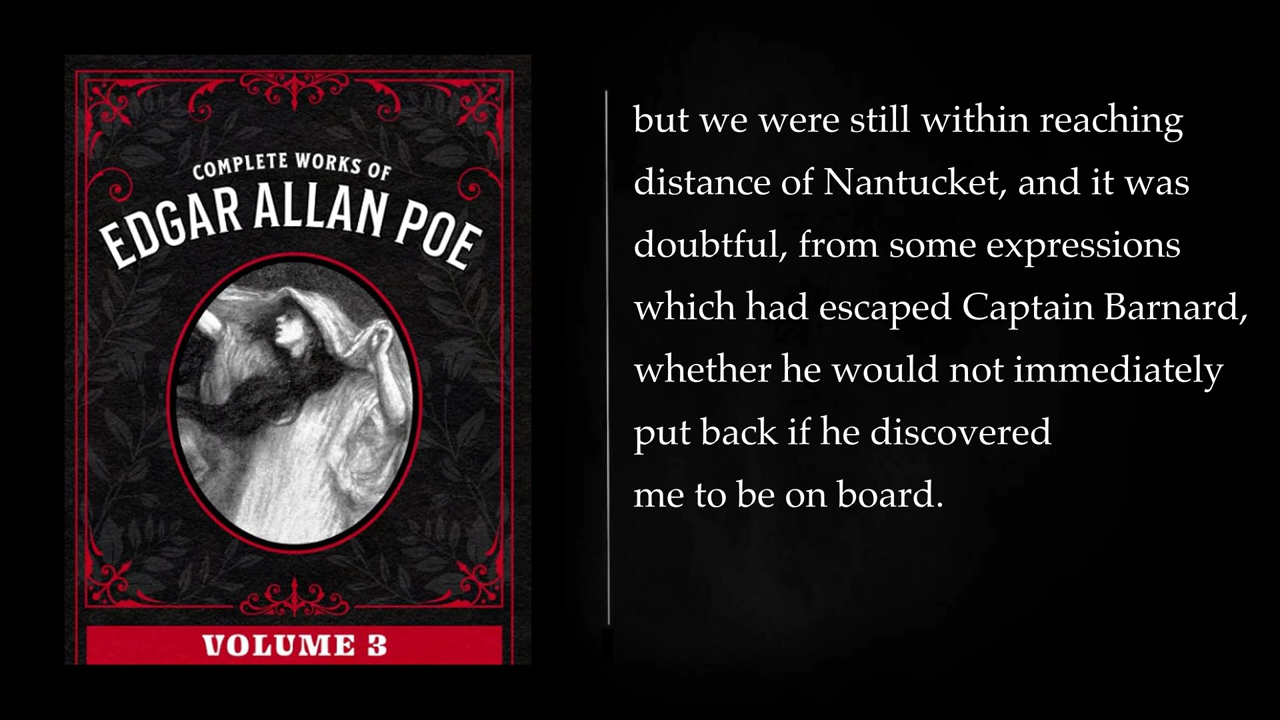 COMPLETE WORKS OF
EDGAR ALLAN POE
VOLUME 3
but we were still within reaching
distance of Nantucket, and it was
doubtful, from some expressions
which had escaped Captain Barnard,
whether he would not immediately
put back if he discovered
me to be on board.